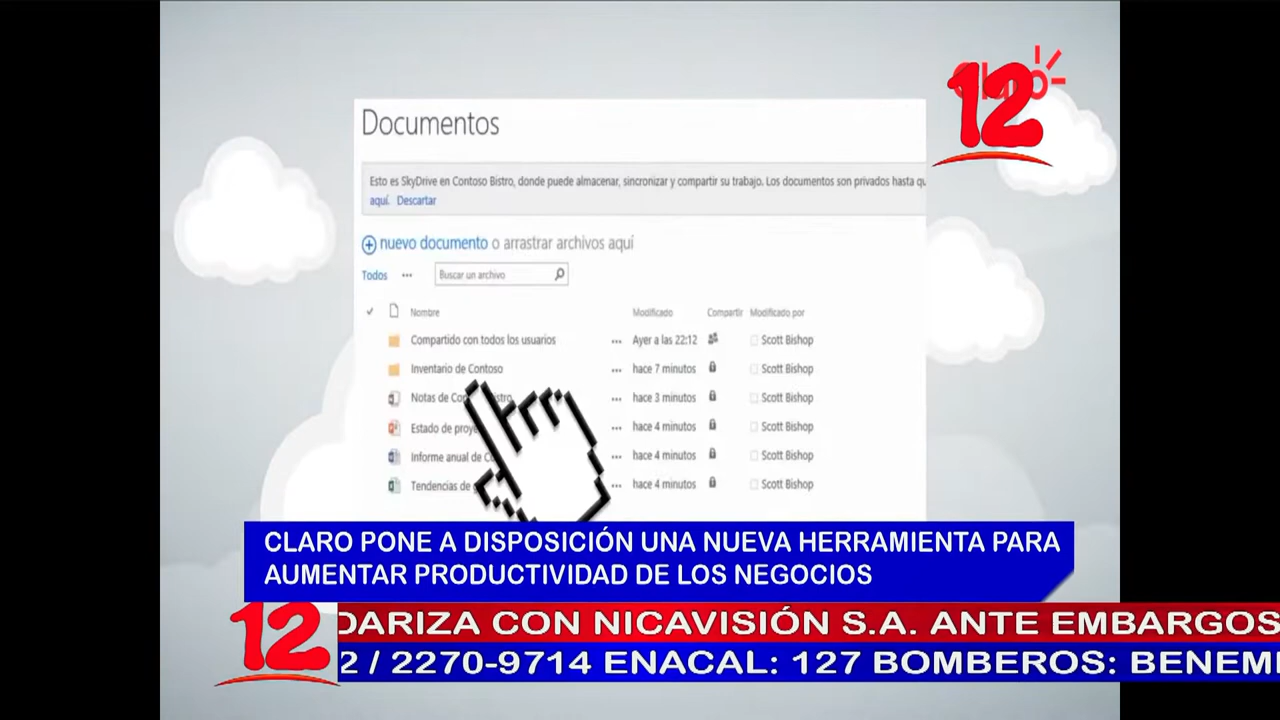 Claro
12
Documentos
Esto es SkyDrive en Contoso Bistro, donde puede almacenar, sincronizar y compartir su trabajo. Los documentos son privados hasta qu
aquí. Descartar
nuevo documento o arrastrar archivos aquí
Todos ... Buscar un archivo
Nombre Modificado Compartir Modificado por
Compartido con todos los usuarios ... Ayer a las 22:12 Scott Bishop
Inventario de Contoso ... hace 7 minutos Scott Bishop
Notas de Co istro ... hace 3 minutos Scott Bishop
Estado de proye ... hace 4 minutos Scott Bishop
Informe anual de C ... hace 4 minutos Scott Bishop
Tendencias de ... hace 4 minutos Scott Bishop
CLARO PONE A DISPOSICIÓN UNA NUEVA HERRAMIENTA PARA
AUMENTAR PRODUCTIVIDAD DE LOS NEGOCIOS
12
DARIZA CON NICAVISIÓN S.A. ANTE EMBARGOS
2 / 2270-9714 ENACAL: 127 BOMBEROS: BENEM